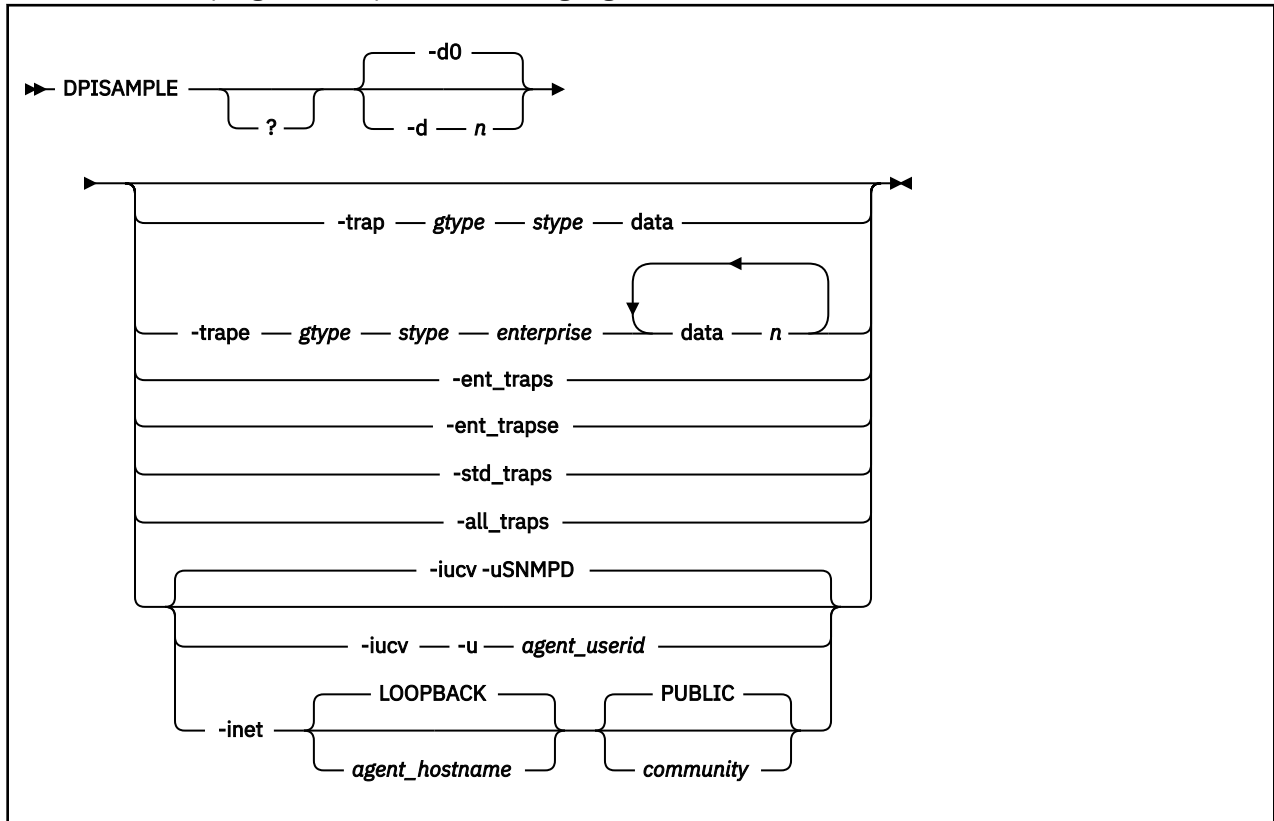 -d0
DPISAMPLE
?
-d n
-trap gtype stype data
-trape gtype stype enterprise data n
-ent_traps
-ent_trapse
-std_traps
-all_traps
-iucv -uSNMPD
-iucv -u agent_userid
LOOPBACK PUBLIC
-inet
agent_hostname community